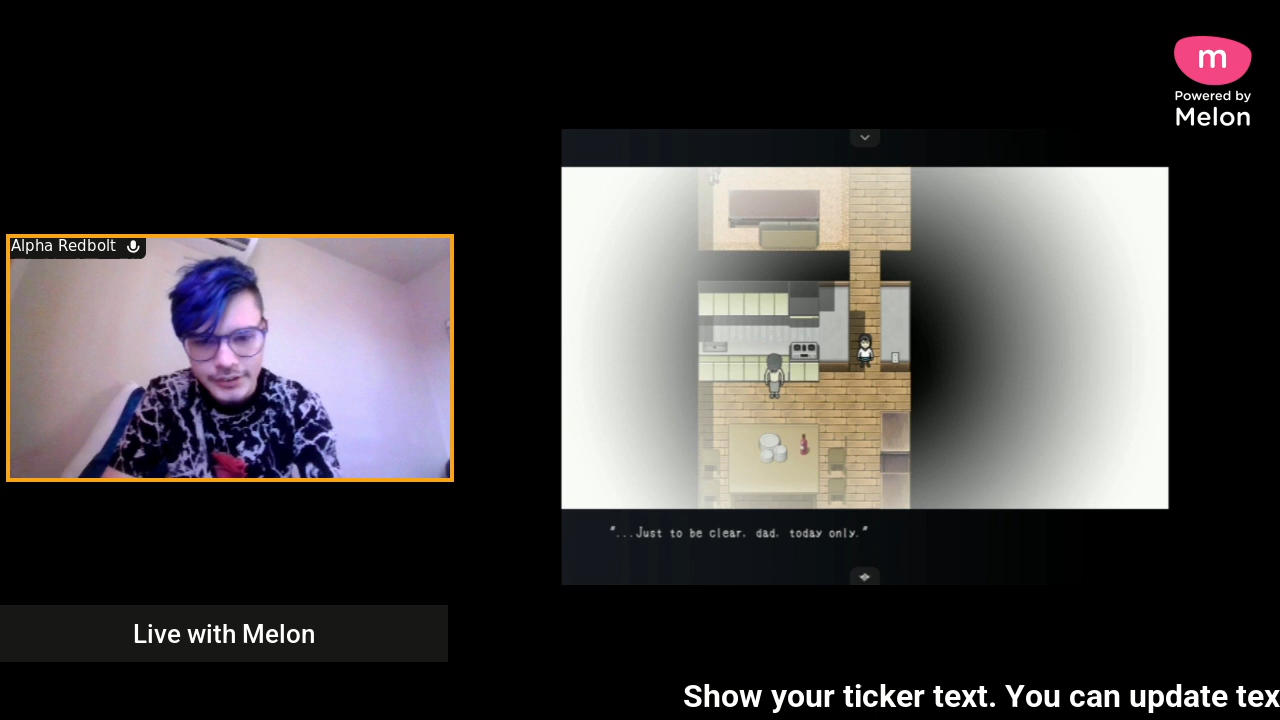 m
Powered by
Melon
Alpha Redbolt
"...Just to be clear, dad, today only."
Live with Melon
Show your ticker text. You can update tex